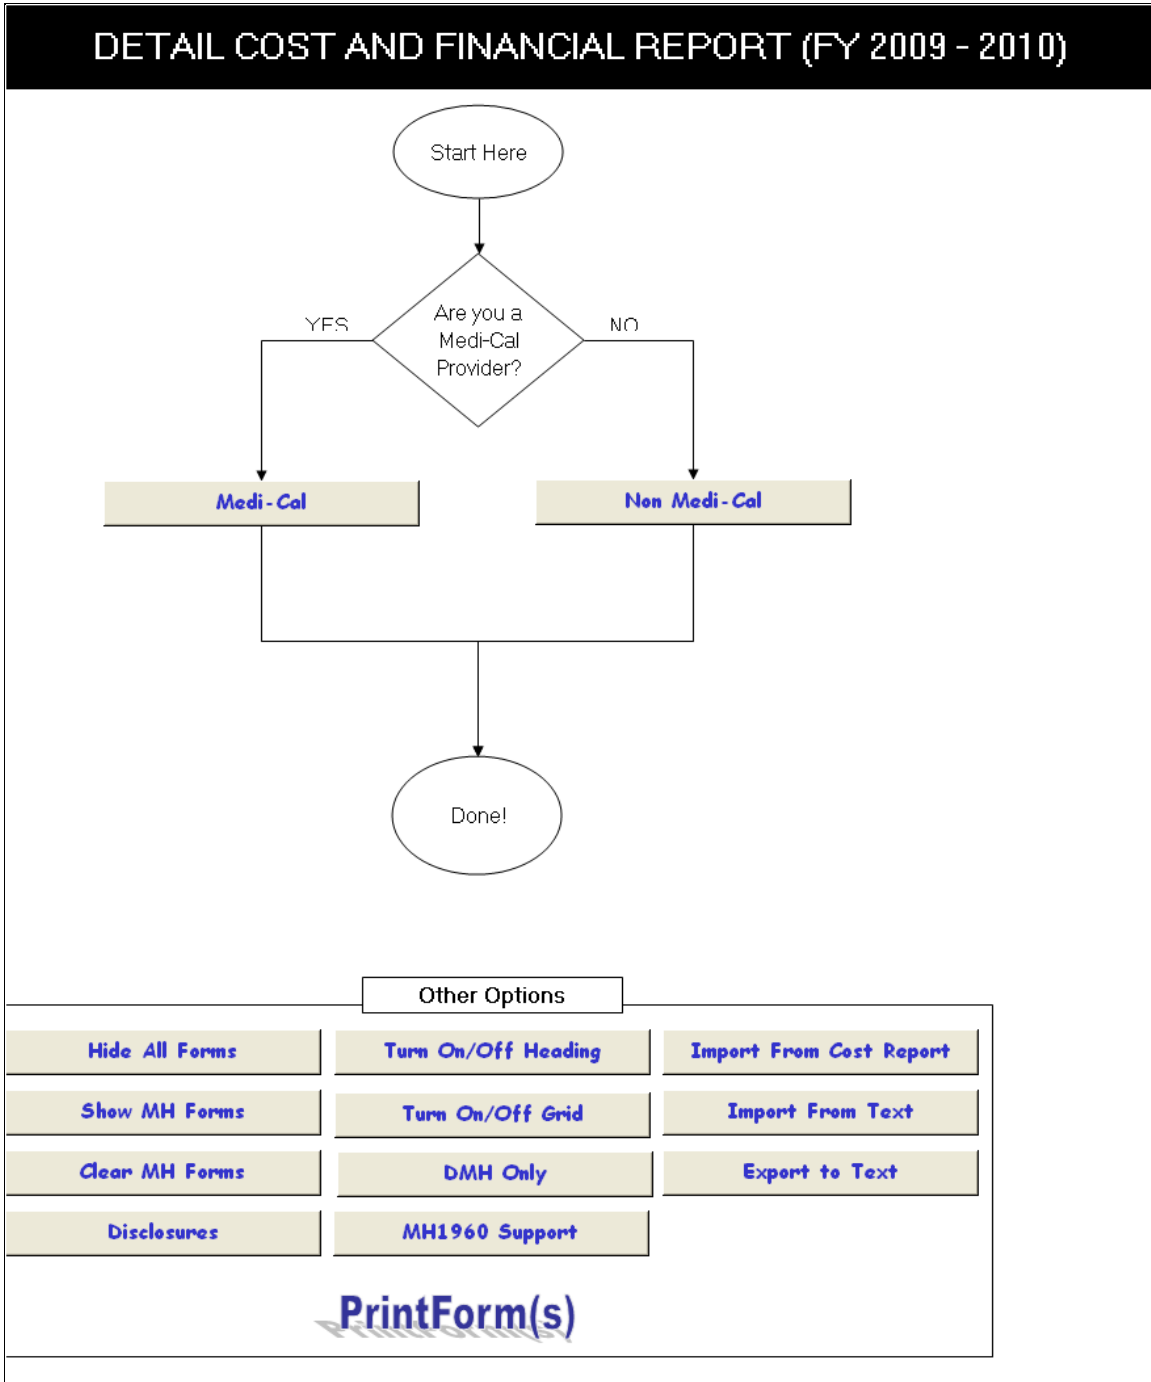 DETAIL COST AND FINANCIAL REPORT (FY 2009 - 2010)
Start Here
Are you a
Medi-Cal
Provider?
YES
NO
Medi-Cal
Non Medi-Cal
Done!
Other Options
Hide All Forms
Turn On/Off Heading
Import From Cost Report
Show MH Forms
Turn On/Off Grid
Import From Text
Clear MH Forms
DMH Only
Export to Text
Disclosures
MH1960 Support
PrintForm(s)